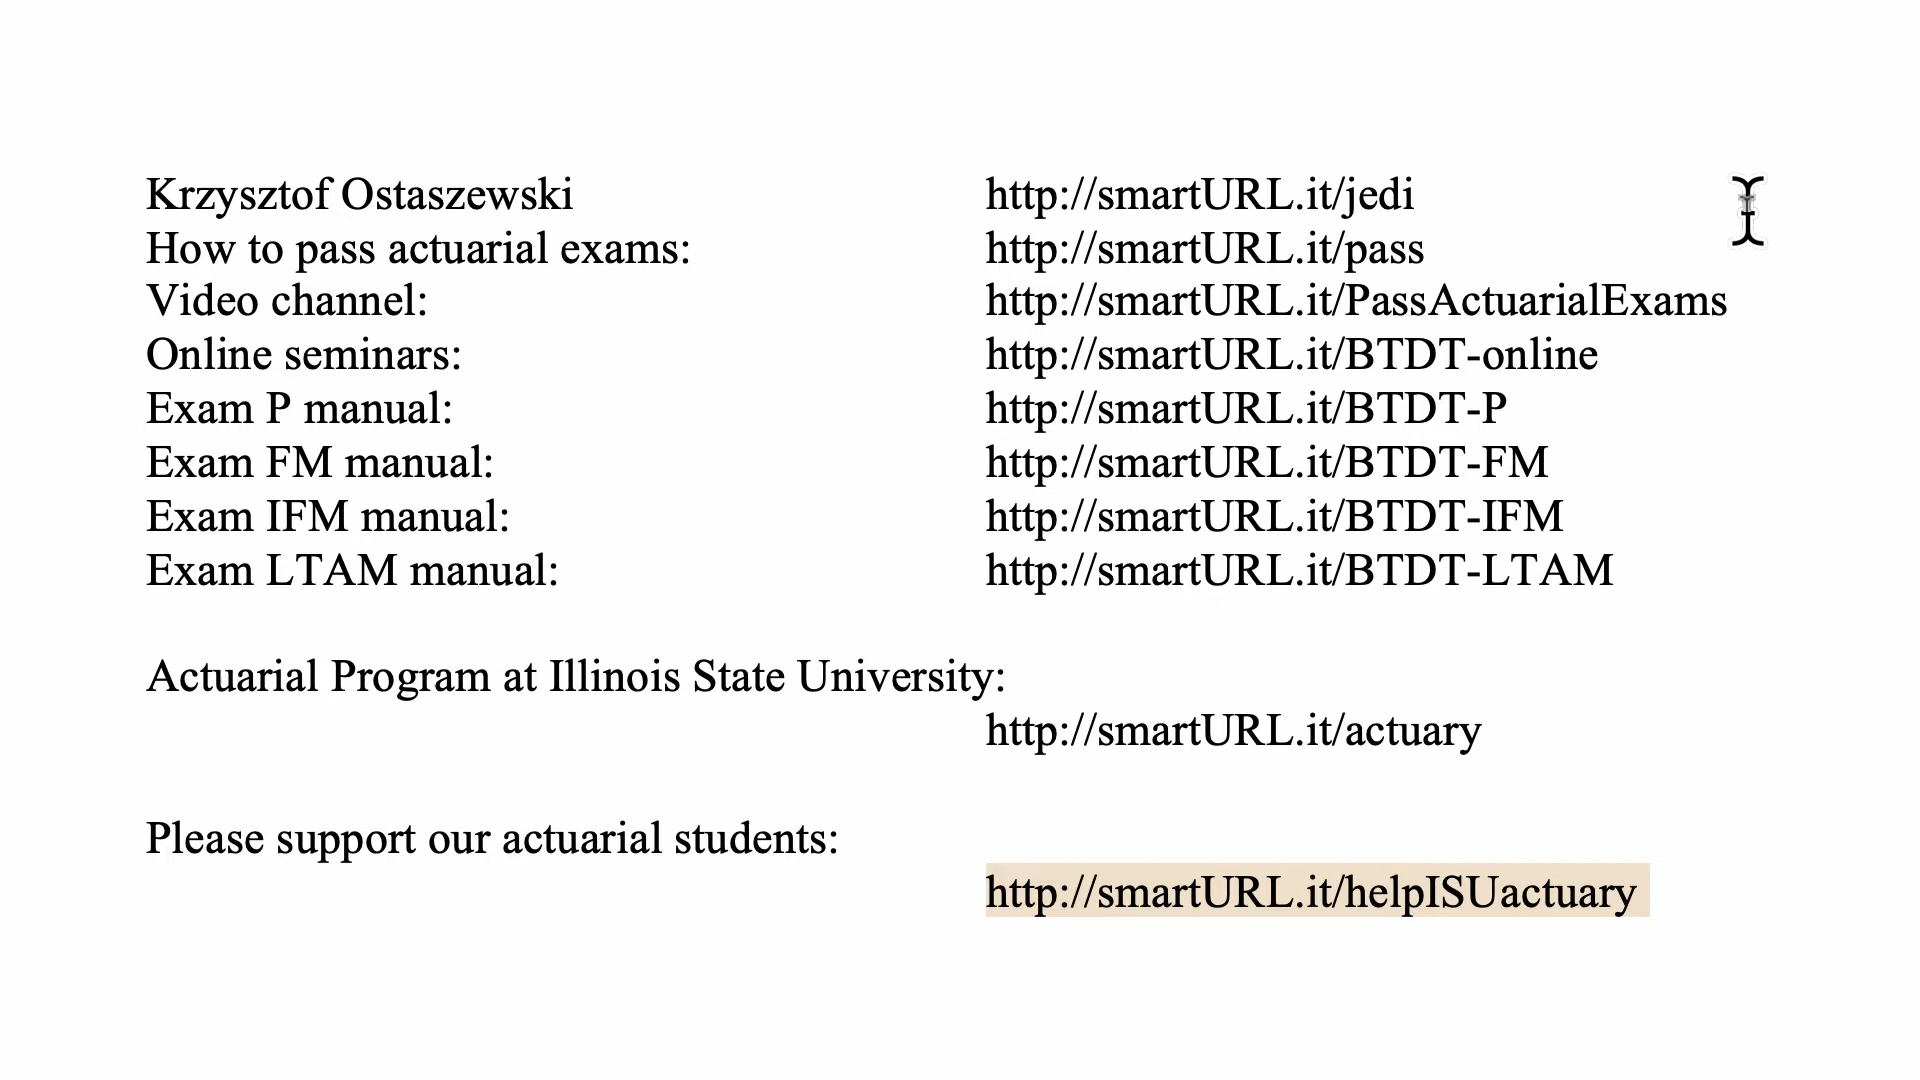 Krzysztof Ostaszewski http://smartURL.it/jedi
How to pass actuarial exams: http://smartURL.it/pass
Video channel: http://smartURL.it/PassActuarialExams
Online seminars: http://smartURL.it/BTDT-online
Exam P manual: http://smartURL.it/BTDT-P
Exam FM manual: http://smartURL.it/BTDT-FM
Exam IFM manual: http://smartURL.it/BTDT-IFM
Exam LTAM manual: http://smartURL.it/BTDT-LTAM
Actuarial Program at Illinois State University:
http://smartURL.it/actuary
Please support our actuarial students:
http://smartURL.it/helpISUactuary